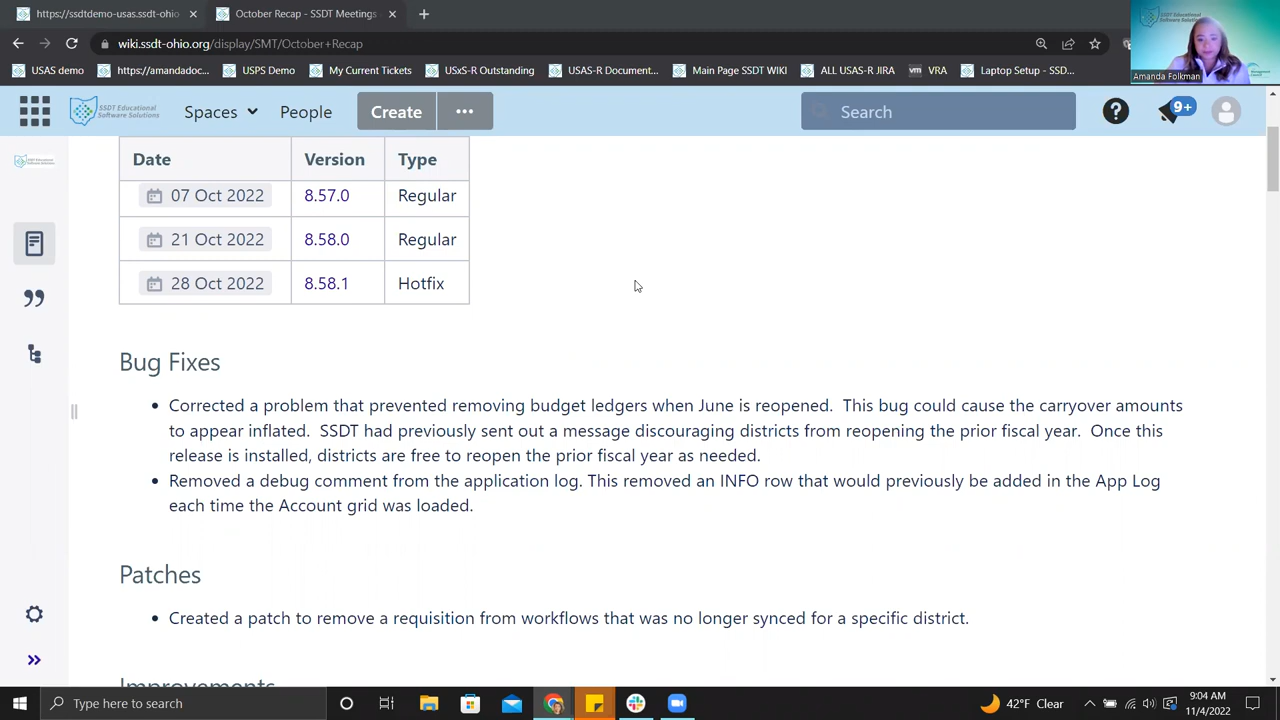 https://ssdtdemo-usas.ssdt-ohio
October Recap - SSDT Meetings
wiki.ssdt-ohio.org/display/SMT/October+Recap
USAS demo
https://amandadoc...
USPS Demo
My Current Tickets
USxS-R Outstanding
USAS-R Document...
Main Page SSDT WIKI
ALL USAS-R JIRA
vm VRA
Laptop Setup - SSD...
Amanda Folkman
SSDT Educational
Software Solutions
Spaces
People
Create
Search
9+
Date Version Type
07 Oct 2022 8.57.0 Regular
21 Oct 2022 8.58.0 Regular
28 Oct 2022 8.58.1 Hotfix
Bug Fixes
• Corrected a problem that prevented removing budget ledgers when June is reopened. This bug could cause the carryover amounts
to appear inflated. SSDT had previously sent out a message discouraging districts from reopening the prior fiscal year. Once this
release is installed, districts are free to reopen the prior fiscal year as needed.
• Removed a debug comment from the application log. This removed an INFO row that would previously be added in the App Log
each time the Account grid was loaded.
Patches
• Created a patch to remove a requisition from workflows that was no longer synced for a specific district.
Improvements
Type here to search
42°F Clear
9:04 AM
11/4/2022